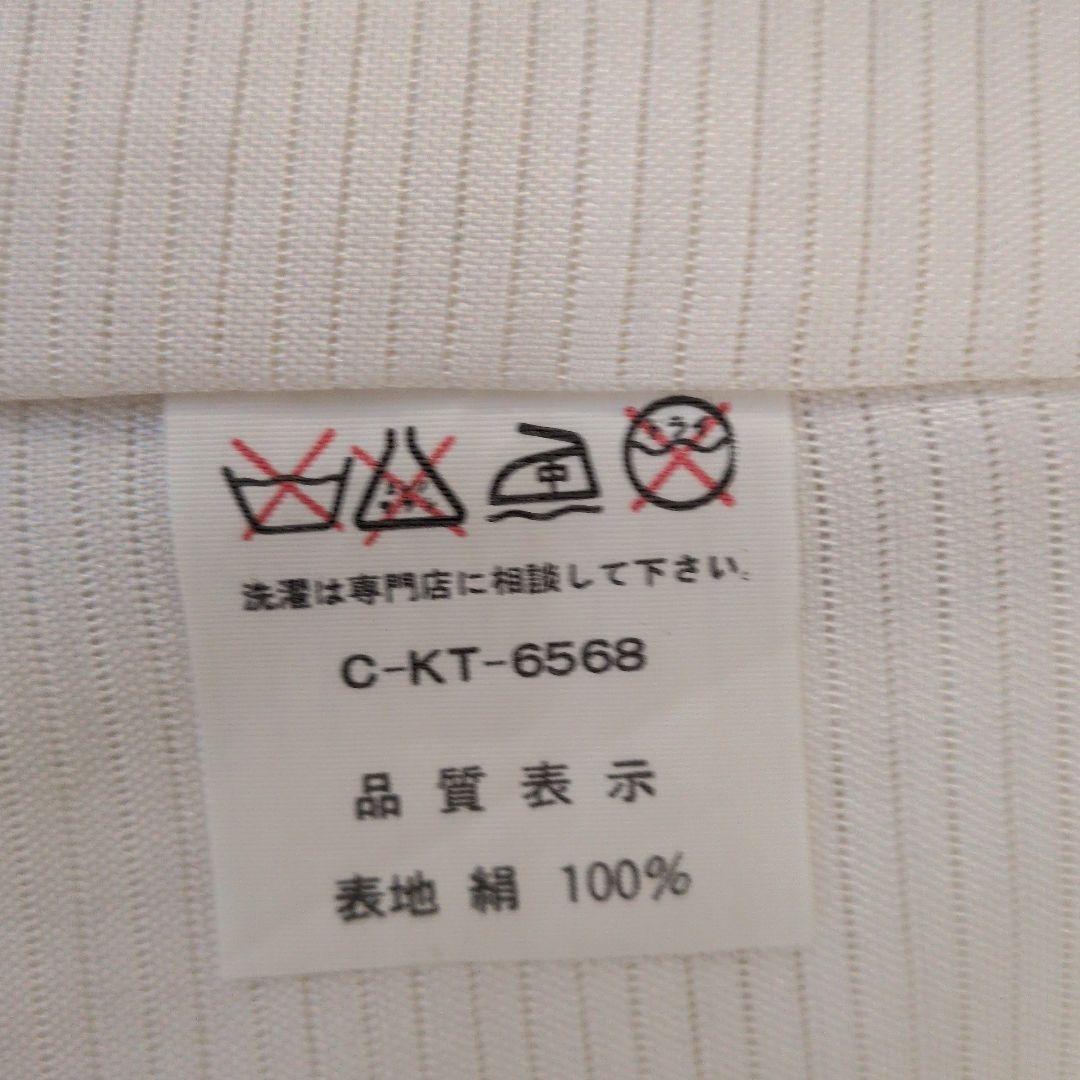 中
洗濯は専門店に相談して下さい.
C-KT-6568
品質表示
表地 絹 100%